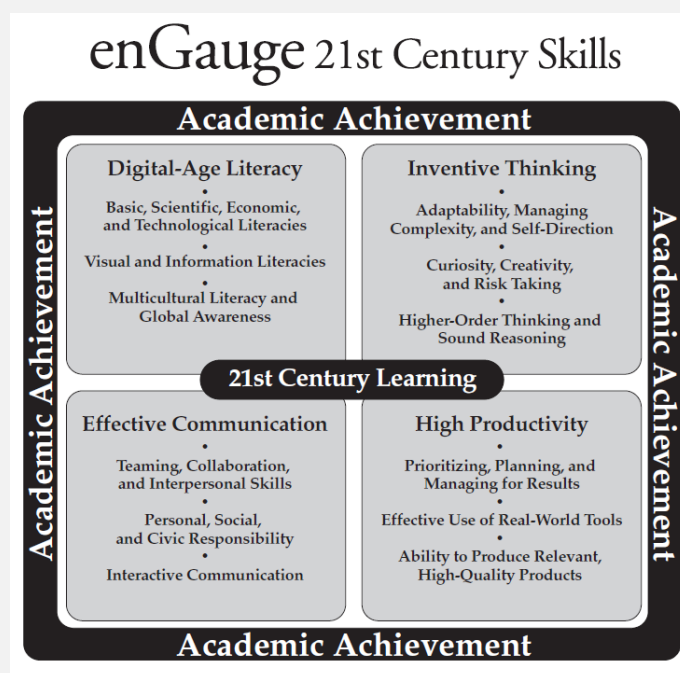 enGauge 21st Century Skills
Academic Achievement
Academic Achievement
Digital-Age Literacy
•
Basic, Scientific, Economic,
and Technological Literacies
•
Visual and Information Literacies
•
Multicultural Literacy and
Global Awareness
Inventive Thinking
•
Adaptability, Managing
Complexity, and Self-Direction
•
Curiosity, Creativity,
and Risk Taking
•
Higher-Order Thinking and
Sound Reasoning
Academic Achievement
21st Century Learning
Effective Communication
•
Teaming, Collaboration,
and Interpersonal Skills
•
Personal, Social,
and Civic Responsibility
•
Interactive Communication
High Productivity
•
Prioritizing, Planning, and
Managing for Results
•
Effective Use of Real-World Tools
•
Ability to Produce Relevant,
High-Quality Products
Academic Achievement